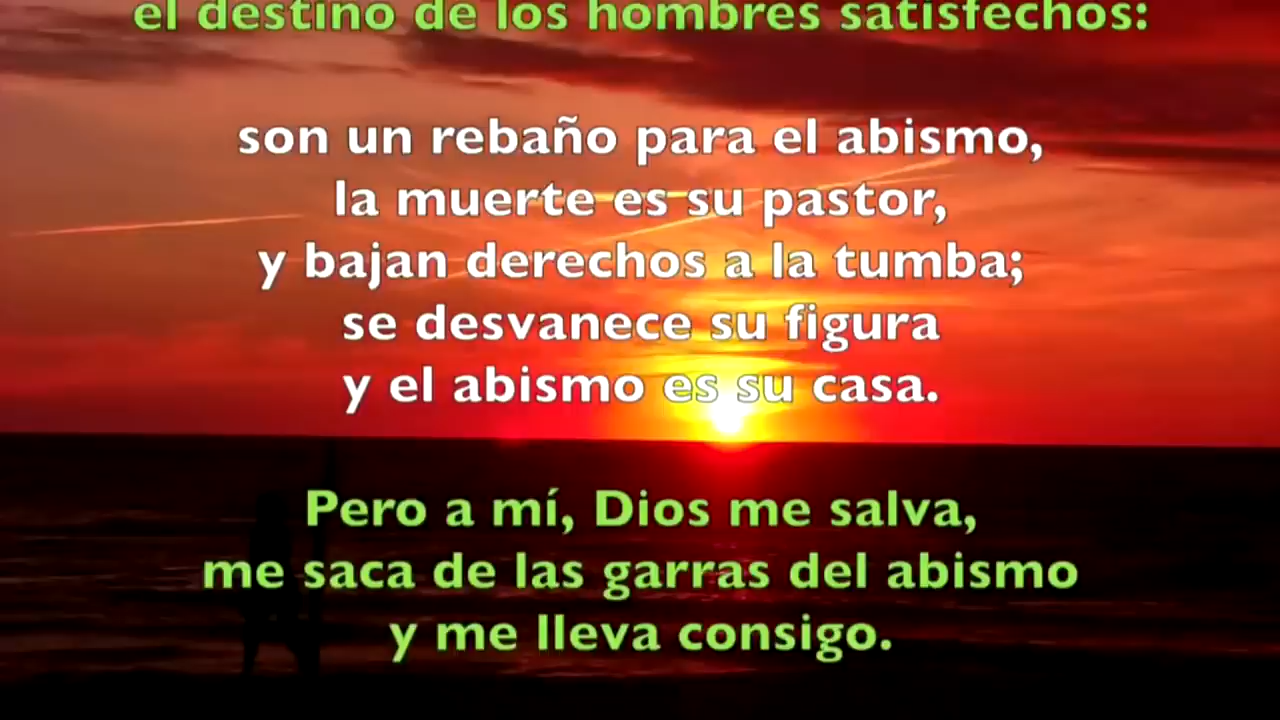 el destino de los hombres satisfechos:
son un rebaño para el abismo,
la muerte es su pastor,
y bajan derechos a la tumba;
se desvanece su figura
y el abismo es su casa.
Pero a mí, Dios me salva,
me saca de las garras del abismo
y me lleva consigo.